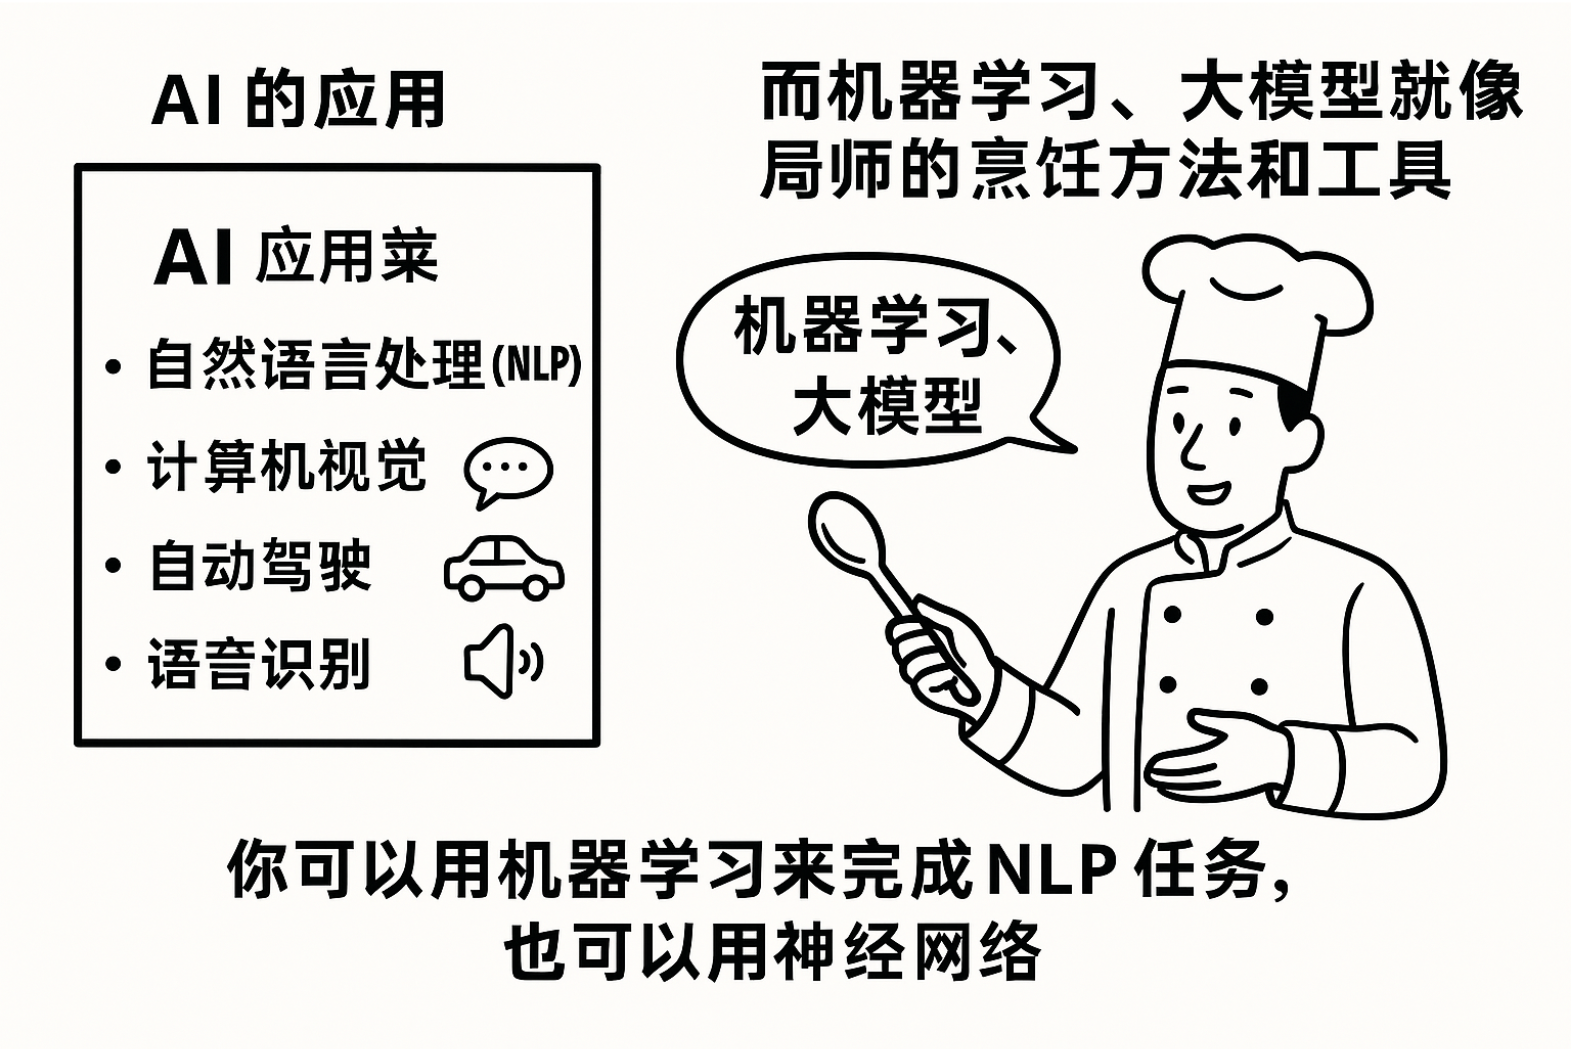 AI 的应用
AI 应用菜
• 自然语言处理(NLP)
• 计算机视觉
• 自动驾驶
• 语音识别
而机器学习、大模型就像
局师的烹饪方法和工具
机器学习、
大模型
你可以用机器学习来完成NLP任务，
也可以用神经网络